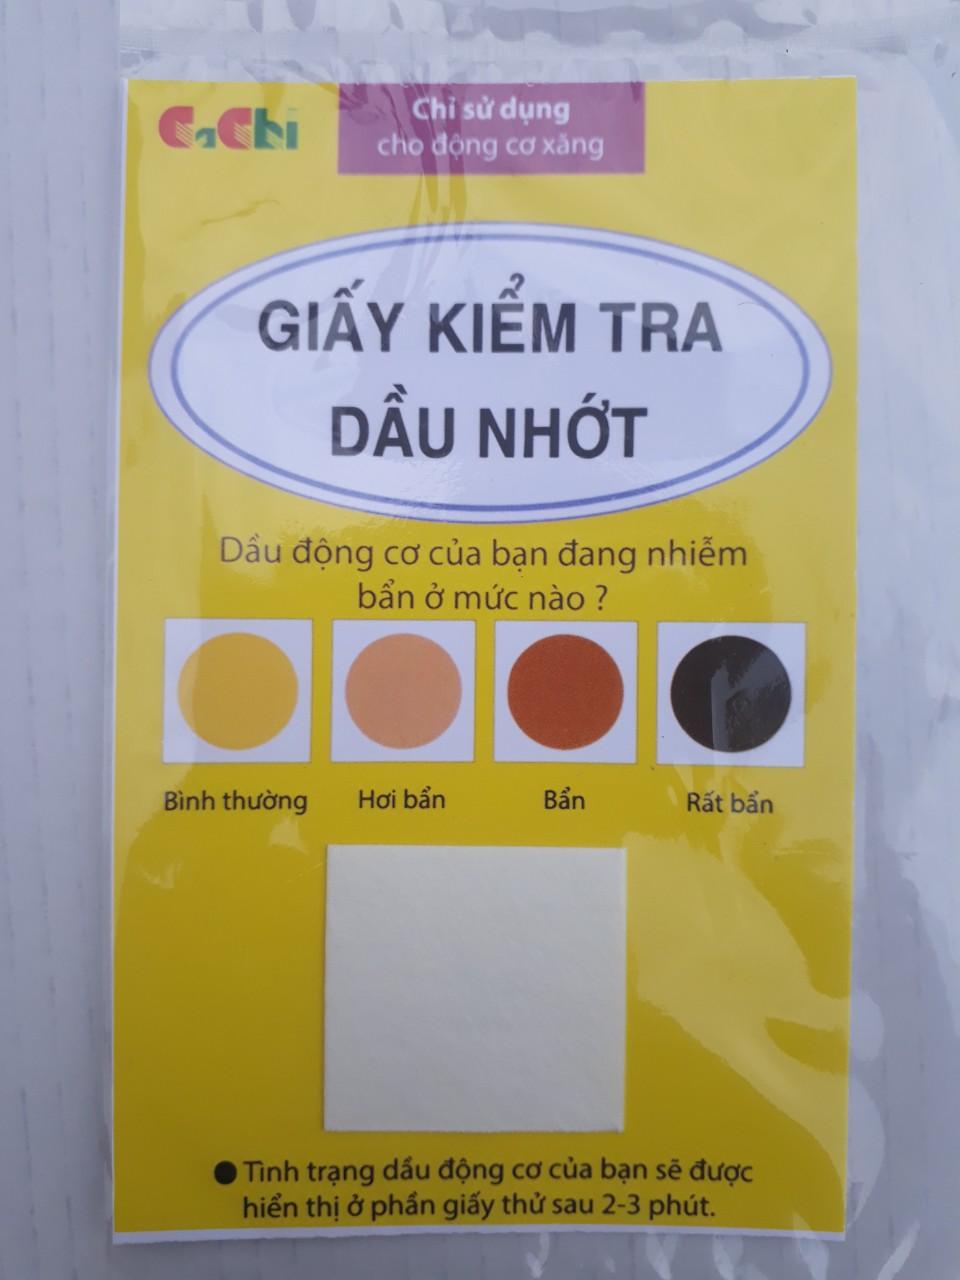 CaChi
Chỉ sử dụng
cho động cơ xăng
GIẤY KIỂM TRA
DẦU NHỚT
Dầu động cơ của bạn đang nhiễm
bẩn ở mức nào ?
Bình thường Hơi bẩn Bẩn Rất bẩn
● Tình trạng dầu động cơ của bạn sẽ được
hiển thị ở phần giấy thử sau 2-3 phút.